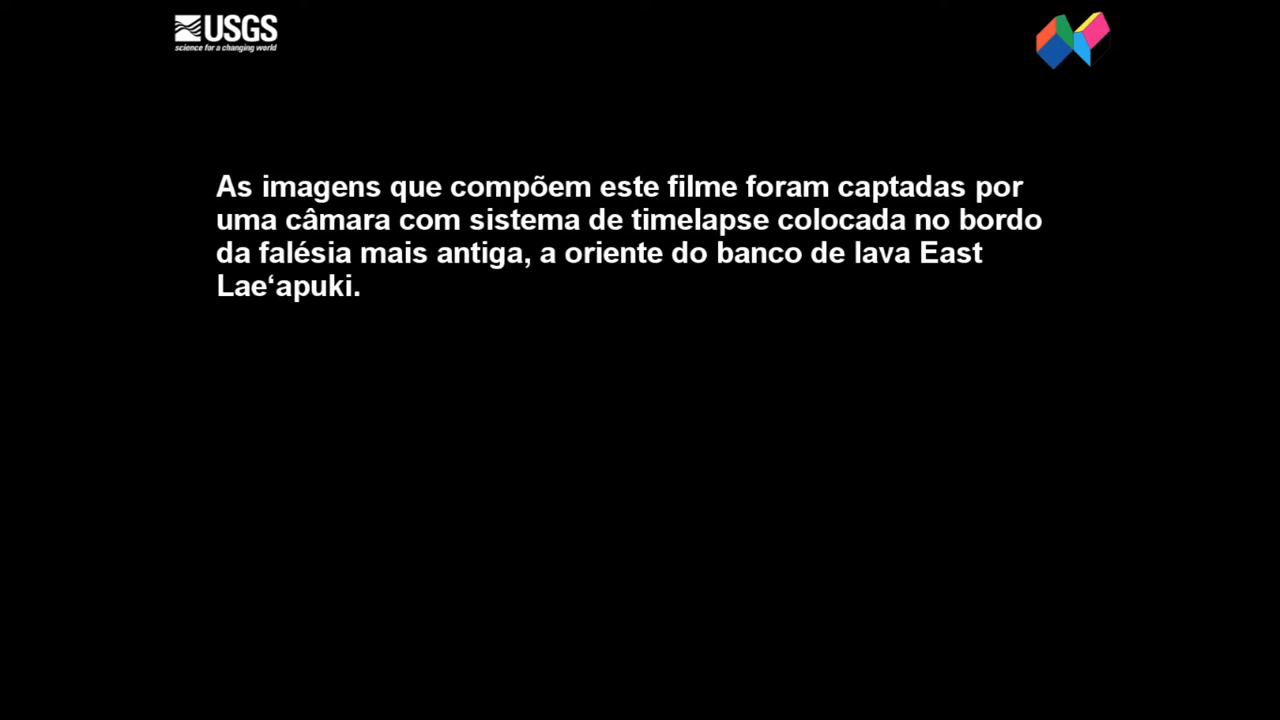 USGS
science for a changing world
As imagens que compõem este filme foram captadas por
uma câmara com sistema de timelapse colocada no bordo
da falésia mais antiga, a oriente do banco de lava East
Lae‘apuki.